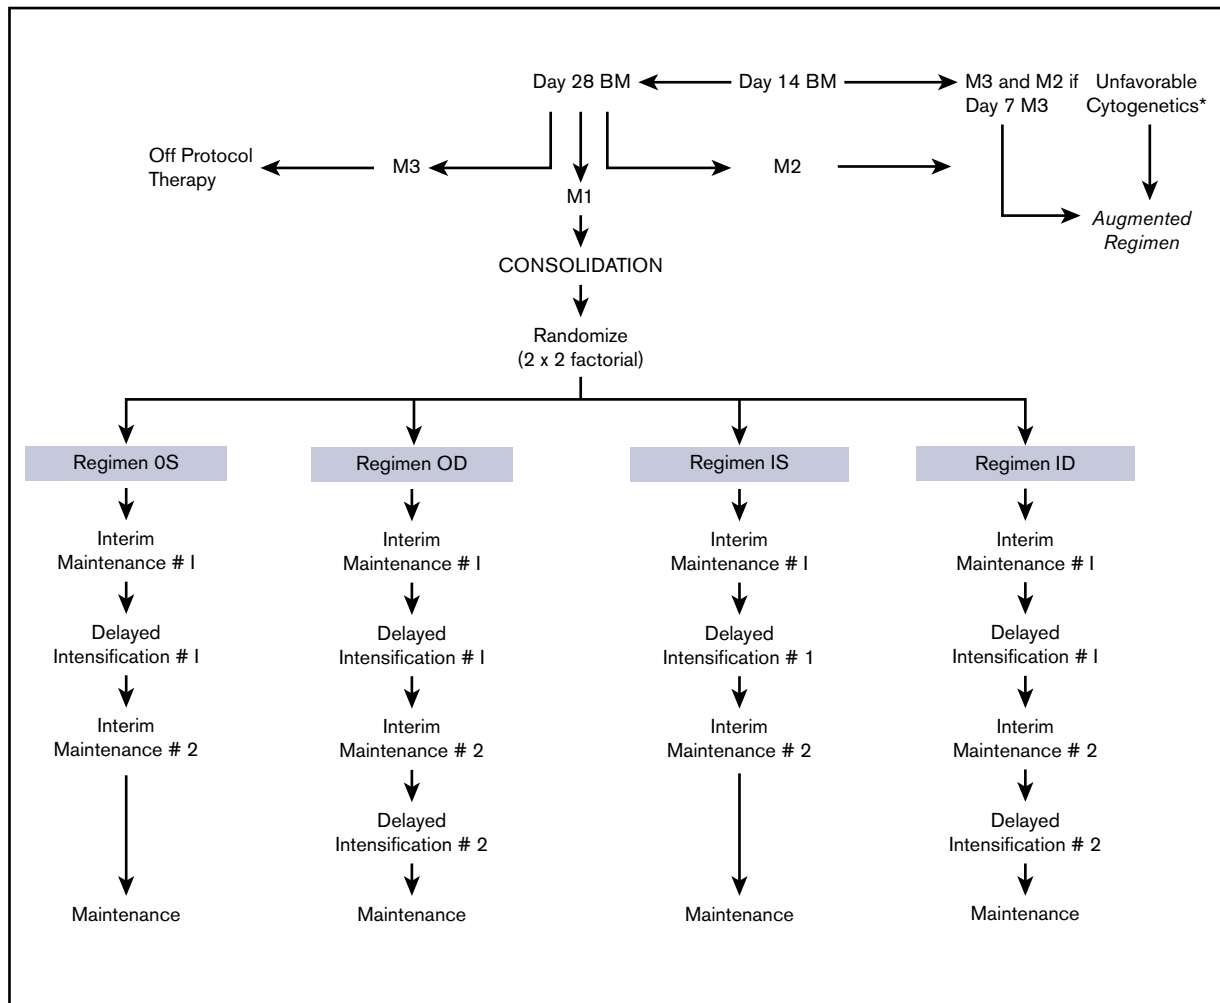 Day 28 BM
Day 14 BM
M3 and M2 if
Day 7 M3
Unfavorable
Cytogenetics*
Off Protocol
Therapy
M3
M2
M1
Augmented
Regimen
CONSOLIDATION
Randomize
(2 x 2 factorial)
Regimen 0S
Regimen OD
Regimen IS
Regimen ID
Interim
Maintenance # I
Interim
Maintenance # I
Interim
Maintenance # I
Interim
Maintenance # I
Delayed
Intensification # I
Delayed
Intensification # I
Delayed
Intensification # 1
Delayed
Intensification # I
Interim
Maintenance # 2
Interim
Maintenance # 2
Interim
Maintenance # 2
Interim
Maintenance # 2
Delayed
Intensification # 2
Delayed
Intensification # 2
Maintenance
Maintenance
Maintenance
Maintenance